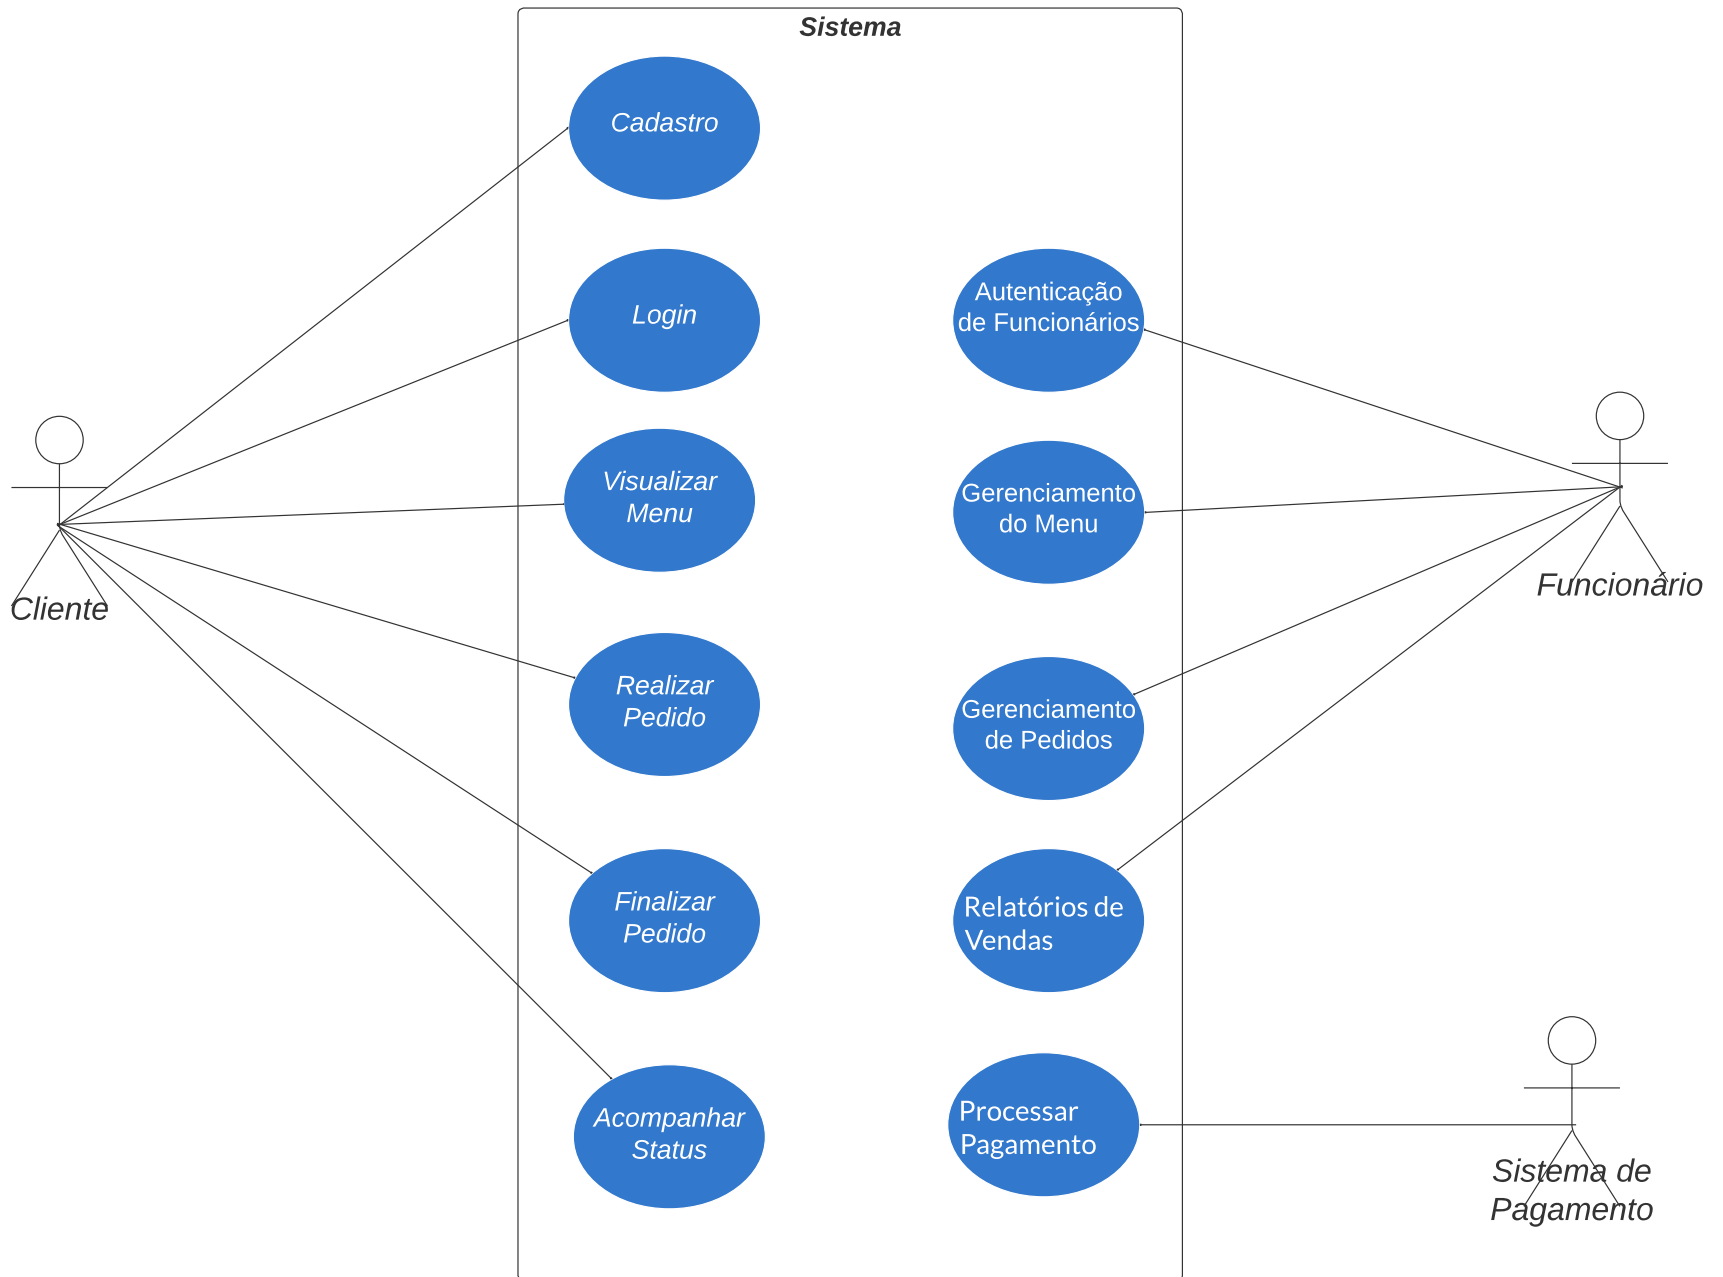 Sistema
Cadastro
Login
Visualizar
Menu
Realizar
Pedido
Finalizar
Pedido
Acompanhar
Status
Autenticação
de Funcionários
Gerenciamento
do Menu
Gerenciamento
de Pedidos
Relatórios de
Vendas
Processar
Pagamento
Cliente
Funcionário
Sistema de
Pagamento